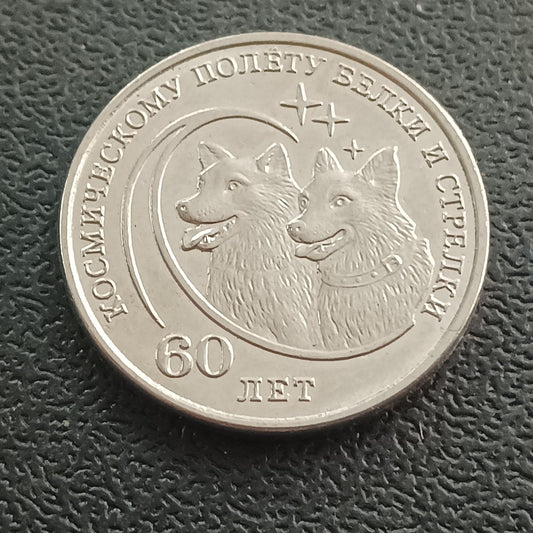 КОСМИЧЕСКОМУ ПОЛЁТУ БЕЛКИ И СТРЕЛКИ
60
ЛЕТ